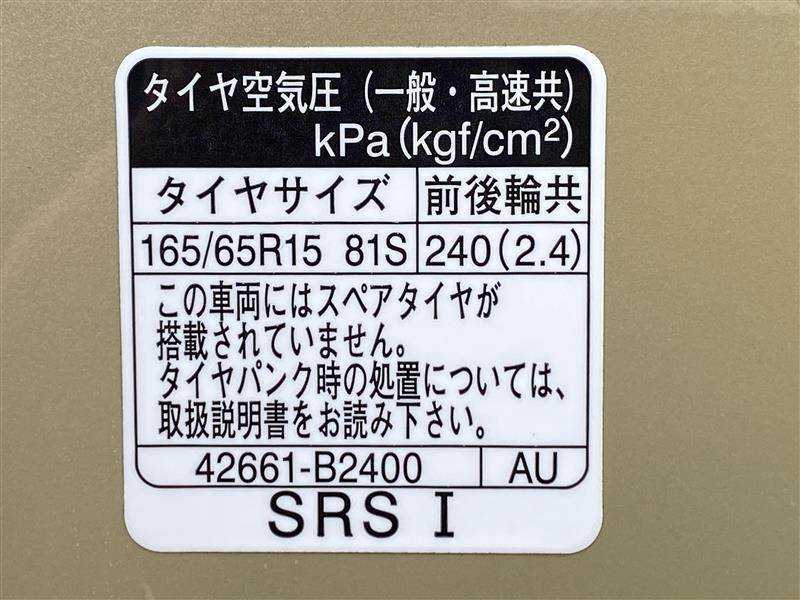 タイヤ空気圧（一般・高速共）
kPa(kgf/cm²)
タイヤサイズ 前後輪共
165/65R15 81S 240(2.4)
この車両にはスペアタイヤが
搭載されていません。
タイヤパンク時の処置については、
取扱説明書をお読み下さい。
42661-B2400 AU
SRS I